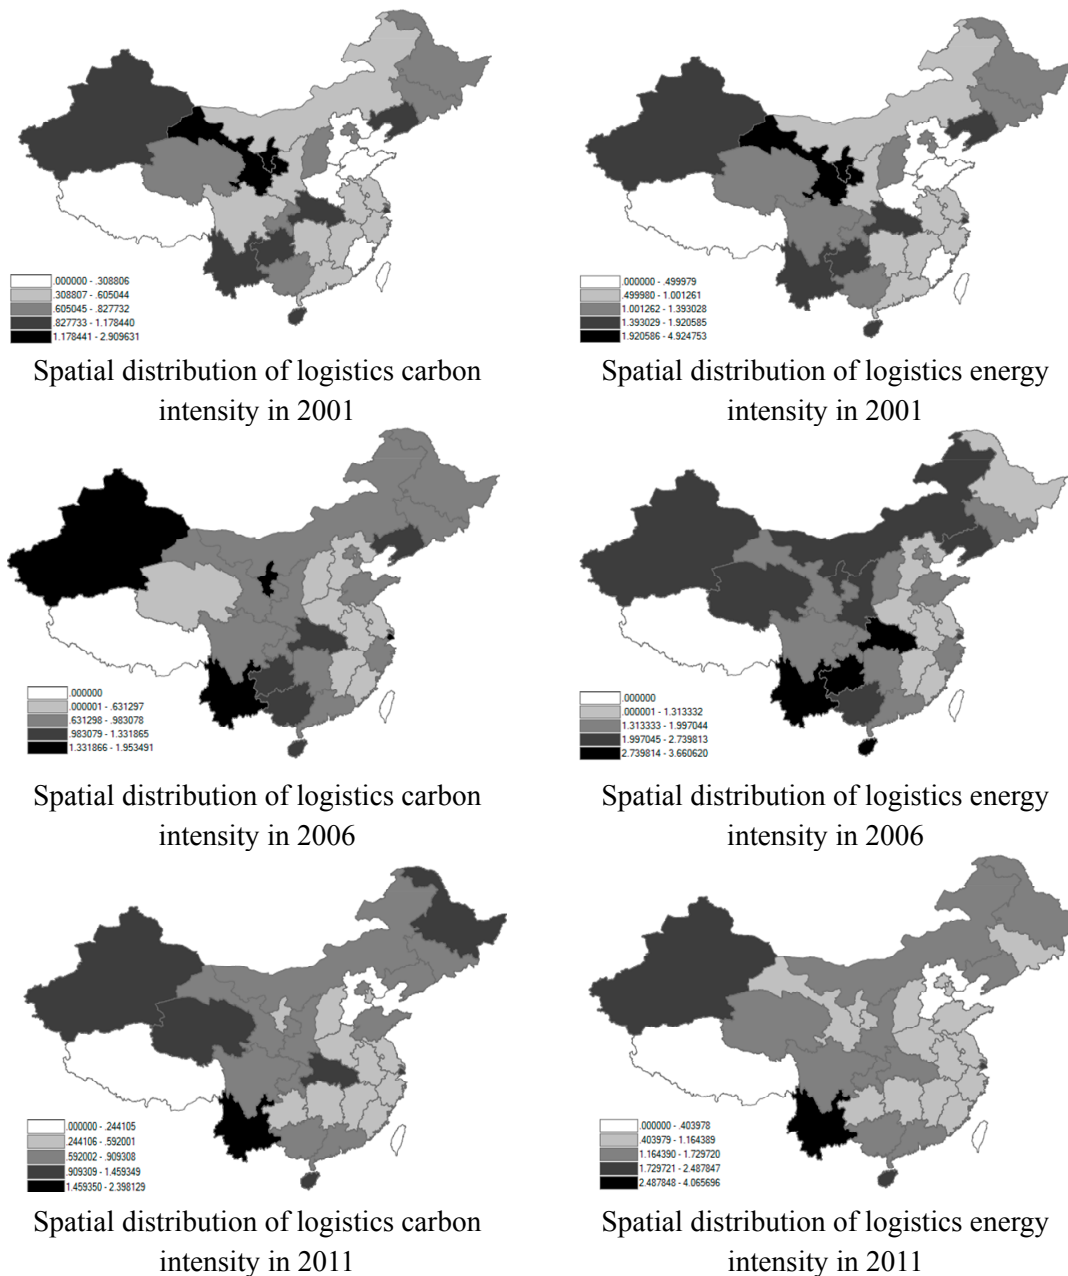 .000000 - .308806
.308807 - .605044
.605045 - .827732
.827733 - 1.178440
1.178441 - 2.909631
.000000 - .499979
.499980 - 1.001261
1.001262 - 1.393028
1.393029 - 1.920585
1.920586 - 4.924753
Spatial distribution of logistics carbon
intensity in 2001
Spatial distribution of logistics energy
intensity in 2001
.000000
.000001 - .631297
.631298 - .983078
.983079 - 1.331865
1.331866 - 1.953491
.000000
.000001 - 1.313332
1.313333 - 1.997044
1.997045 - 2.739813
2.739814 - 3.660620
Spatial distribution of logistics carbon
intensity in 2006
Spatial distribution of logistics energy
intensity in 2006
.000000 - .244105
.244106 - .592001
.592002 - .909308
.909309 - 1.459349
1.459350 - 2.398129
.000000 - .403978
.403979 - 1.164389
1.164390 - 1.729720
1.729721 - 2.487847
2.487848 - 4.065696
Spatial distribution of logistics carbon
intensity in 2011
Spatial distribution of logistics energy
intensity in 2011